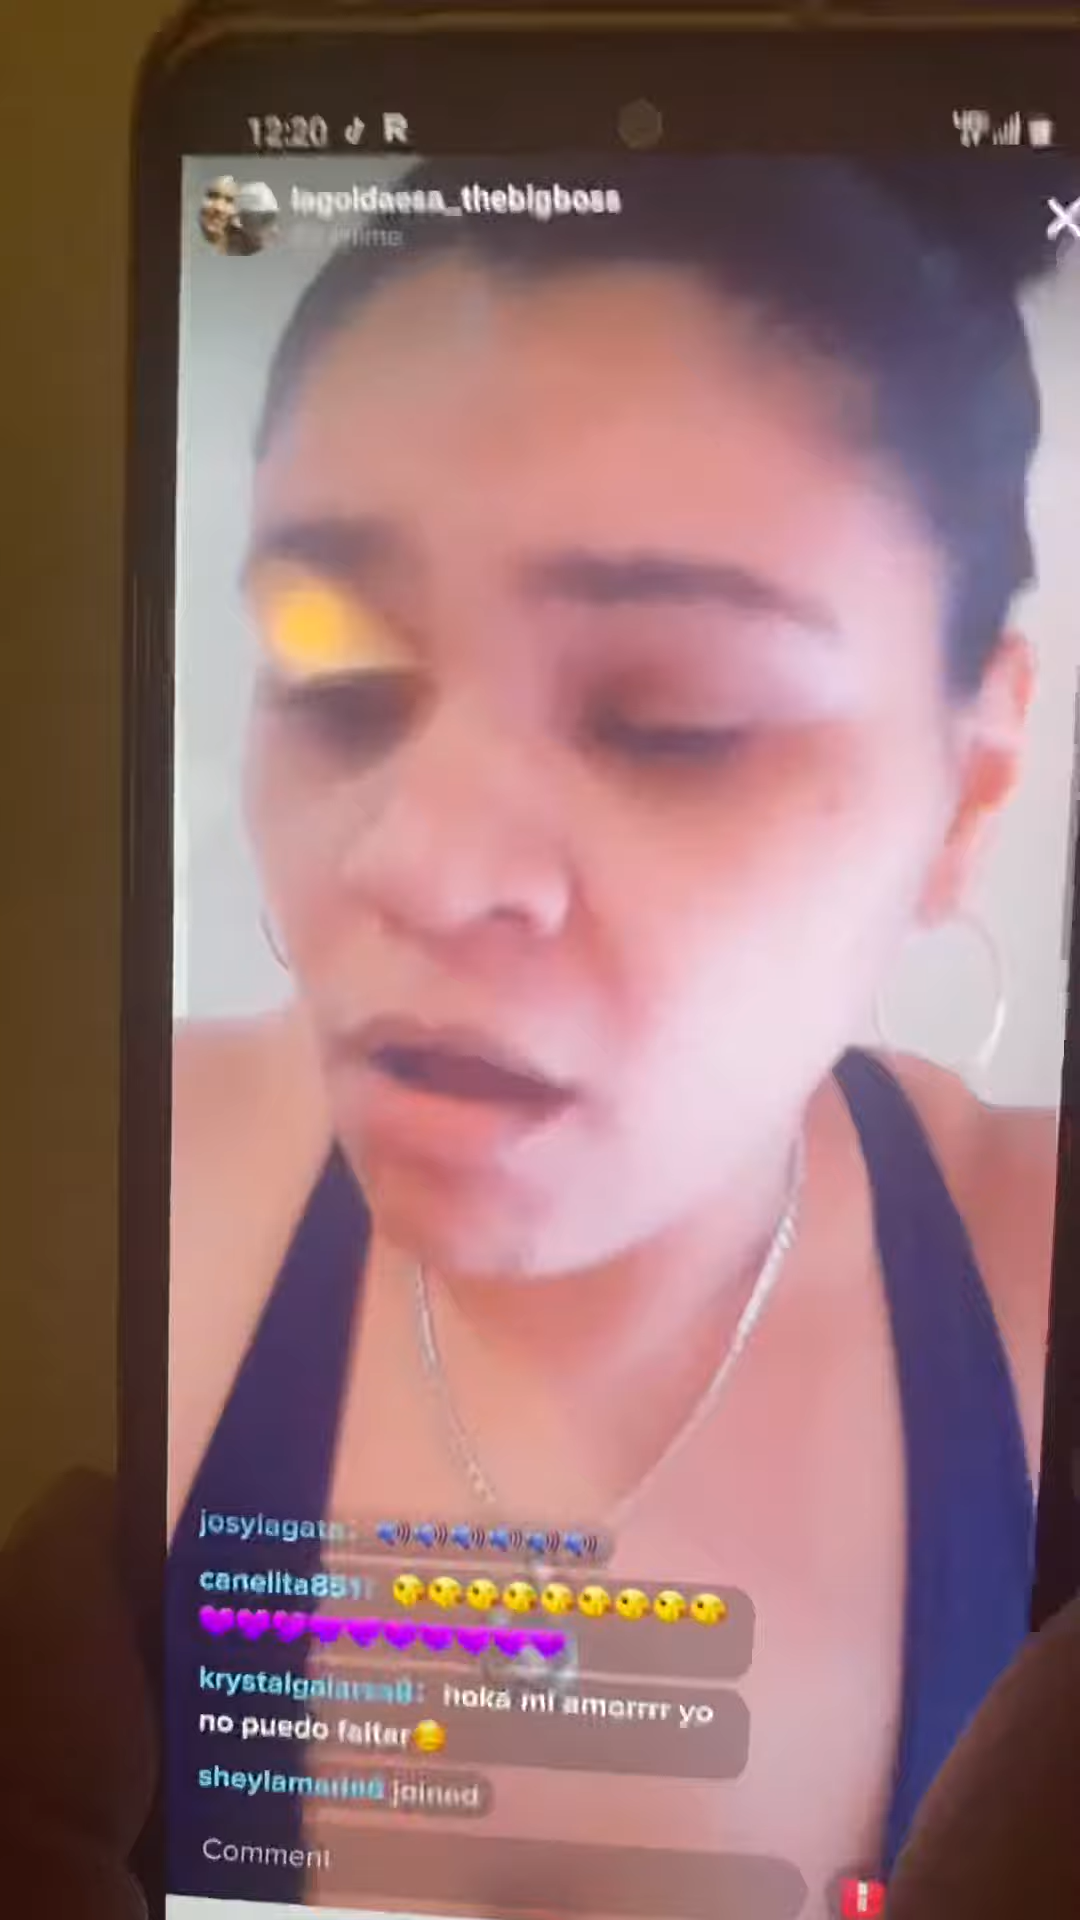 12:20 R
lagoldaesa_thebigboss
josylagata:
canelita851:
hoka mi amorrrr yo
no puedo faltar
joined
Comment